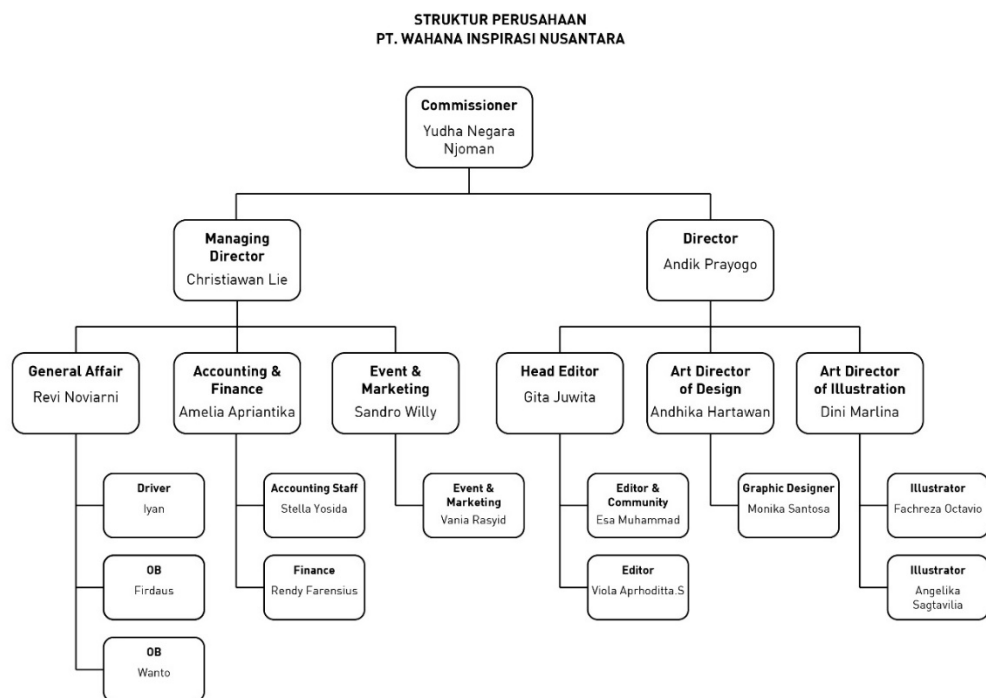 STRUKTUR PERUSAHAAN
PT. WAHANA INSPIRASI NUSANTARA
Commissioner
Yudha Negara
Njoman
Managing
Director
Christiawan Lie
Director
Andik Prayogo
General Affair
Revi Noviarni
Accounting &
Finance
Amelia Apriantika
Event &
Marketing
Sandro Willy
Head Editor
Gita Juwita
Art Director
of Design
Andhika Hartawan
Art Director
of Illustration
Dini Marlina
Driver
Iyan
Accounting Staff
Stella Yosida
Event &
Marketing
Vania Rasyid
Editor &
Community
Esa Muhammad
Graphic Designer
Monika Santosa
Illustrator
Fachreza Octavio
OB
Firdaus
Finance
Rendy Farensius
Editor
Viola Aprhoditta.S
Illustrator
Angelika
Sagtavilia
OB
Wanto